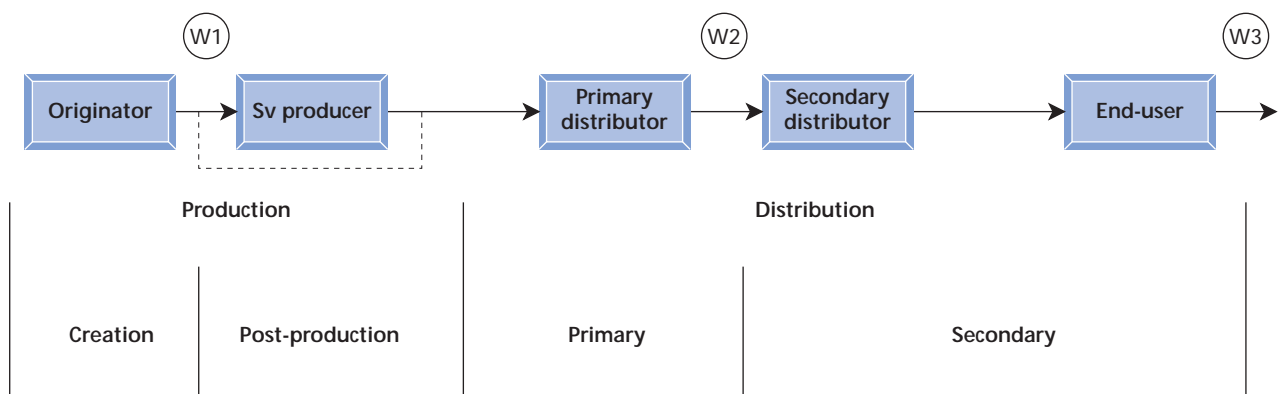 W1
W2
W3
Originator
Sv producer
Primary
distributor
Secondary
distributor
End-user
Production
Distribution
Creation
Post-production
Primary
Secondary